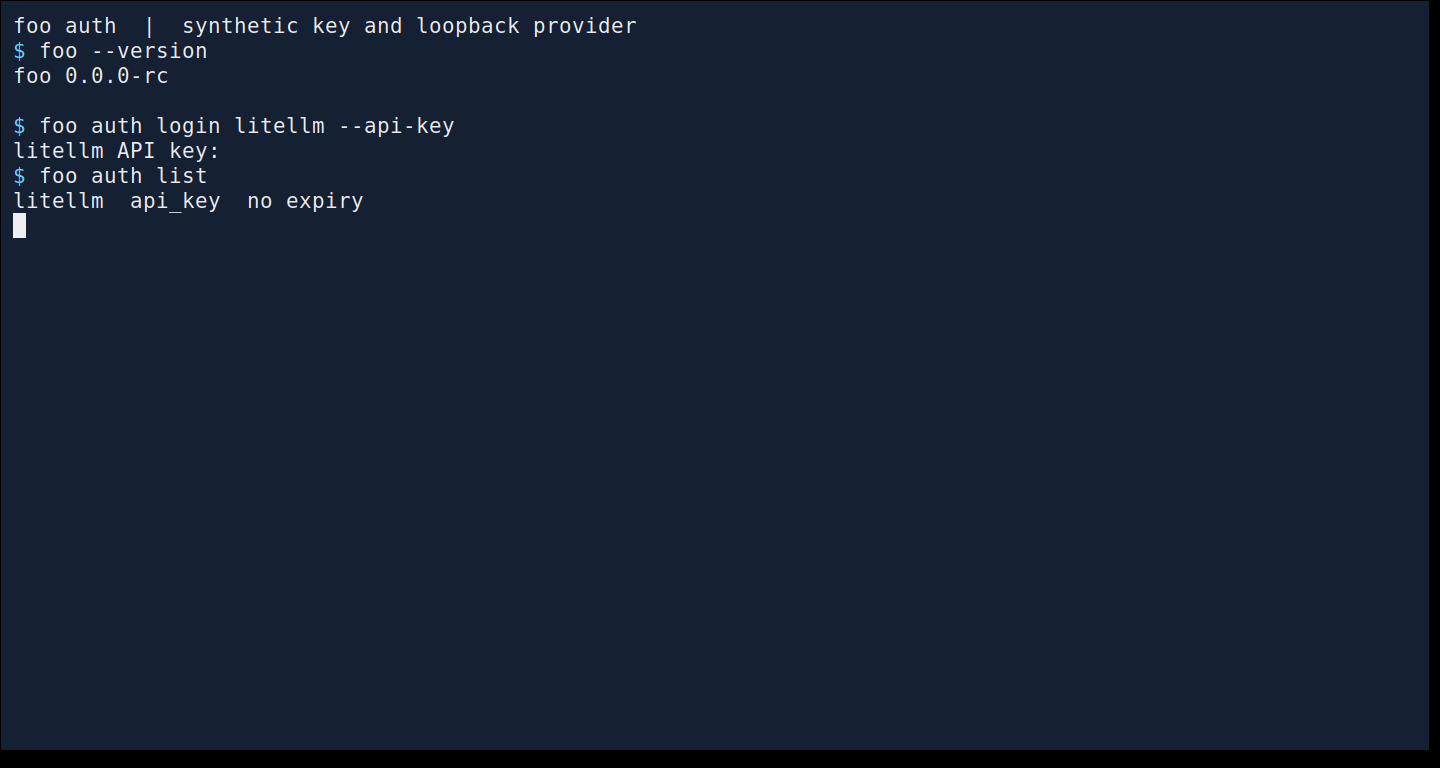 foo auth  |  synthetic key and loopback provider
$ foo --version
foo 0.0.0-rc
$ foo auth login litellm --api-key
litellm API key:
$ foo auth list
litellm  api_key  no expiry